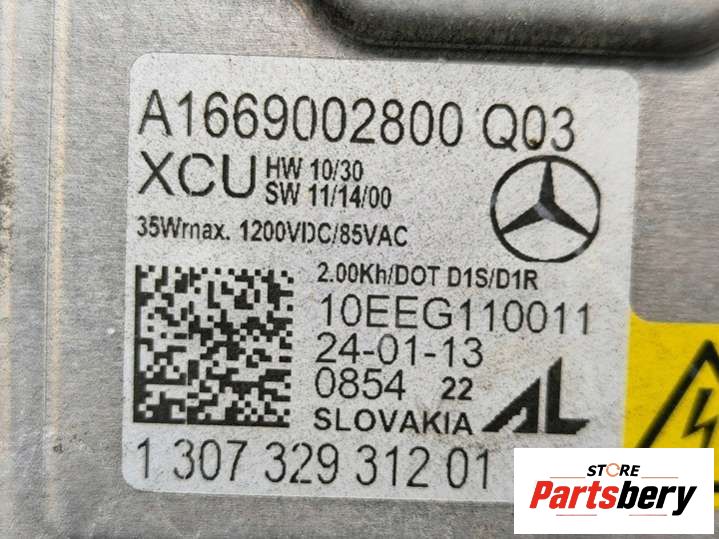 A1669002800 Q03
XCU HW 10/30
SW 11/14/00
35Wmax. 1200VDC/85VAC
2.00Kh/DOT D1S/D1R
10EEG110011
24-01-13
0854 22
SLOVAKIA AL
1 307 329 312 01
STORE
Partsbery